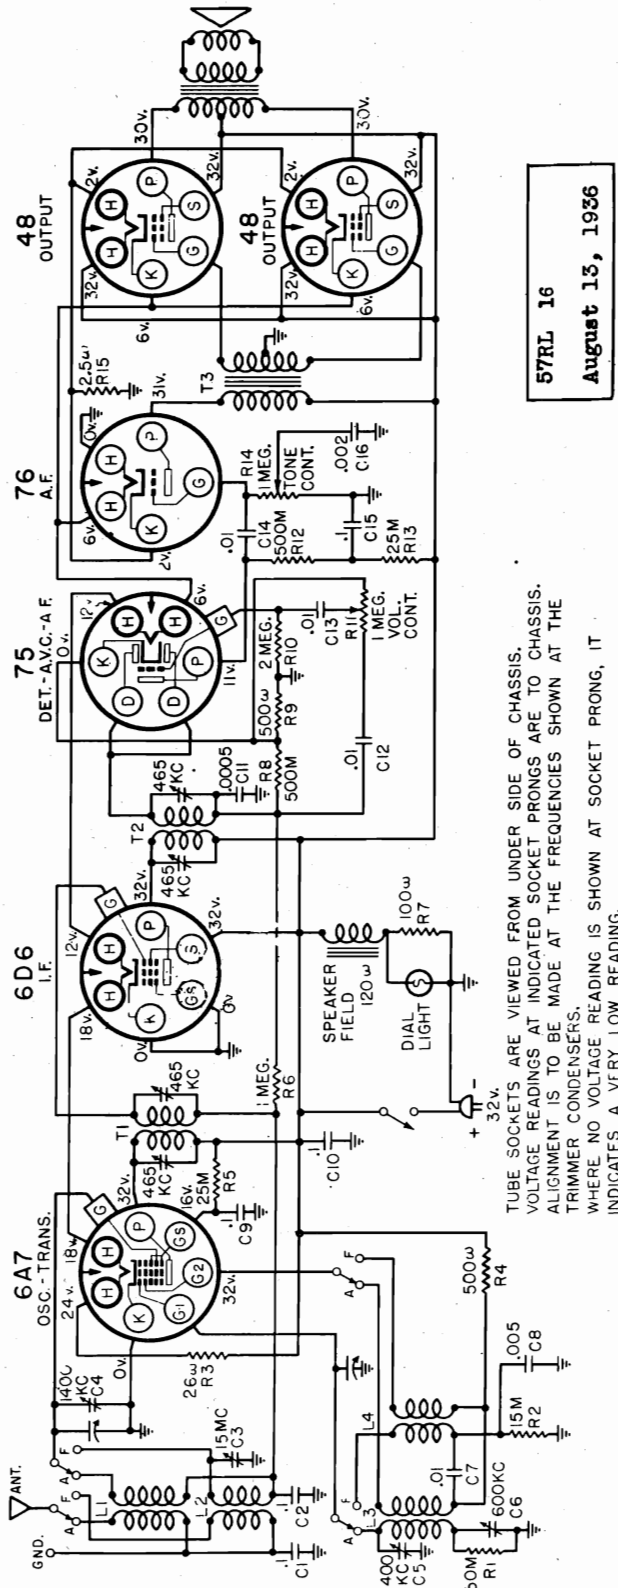 48
OUTPUT
30v.
30v.
2v.
32v.
32v.
6v.
H
H
P
S
G
K
48
OUTPUT
2v.
32v.
32v.
6v.
H
H
P
S
G
K
T3
76
A.F.
2.5ω
R15
0v.
31v.
6v.
2v.
H
H
P
G
K
R14
1 MEG.
TONE
CONT.
.002
C16
.01
C14
500M
R12
.1
C15
25M
R13
75
DET.-A.V.C.-A F.
12v.
0v.
6v.
11v.
H
H
K
D
D
P
G
2 MEG.
R10
500ω
R9
R8
500M
.01
C13
R11
1 MEG.
VOL.
CONT.
.01
C12
465
KC
.0005
C11
T2
465
KC
6D6
I.F.
12v.
18v.
32v.
32v.
0v.
0v.
H
H
G
P
S
GS
K
SPEAKER
FIELD
120ω
100ω
R7
DIAL
LIGHT
+ -
32v.
1 MEG.
R6
465
KC
T1
465
KC
32v.
16v.
25M
R5
.1
C9
.1
C10
6A7
OSC.-TRANS.
18v.
24v.
0v.
32v.
H
H
G
P
GS
G2
G1
K
26ω
R3
1400
KC
C4
15MC
C3
ANT.
GND.
A
F
A
F
L1
L2
.1
C1
.1
C2
A
F
A
F
L3
L4
400
KC
C5
R1
600KC
C6
.01
C7
15M
R2
.005
C8
500ω
R4
TUBE SOCKETS ARE VIEWED FROM UNDER SIDE OF CHASSIS.
VOLTAGE READINGS AT INDICATED SOCKET PRONGS ARE TO CHASSIS.
ALIGNMENT IS TO BE MADE AT THE FREQUENCIES SHOWN AT THE
TRIMMER CONDENSERS.
WHERE NO VOLTAGE READING IS SHOWN AT SOCKET PRONG, IT
INDICATES A VERY LOW READING.
57RL 16
August 13, 1936